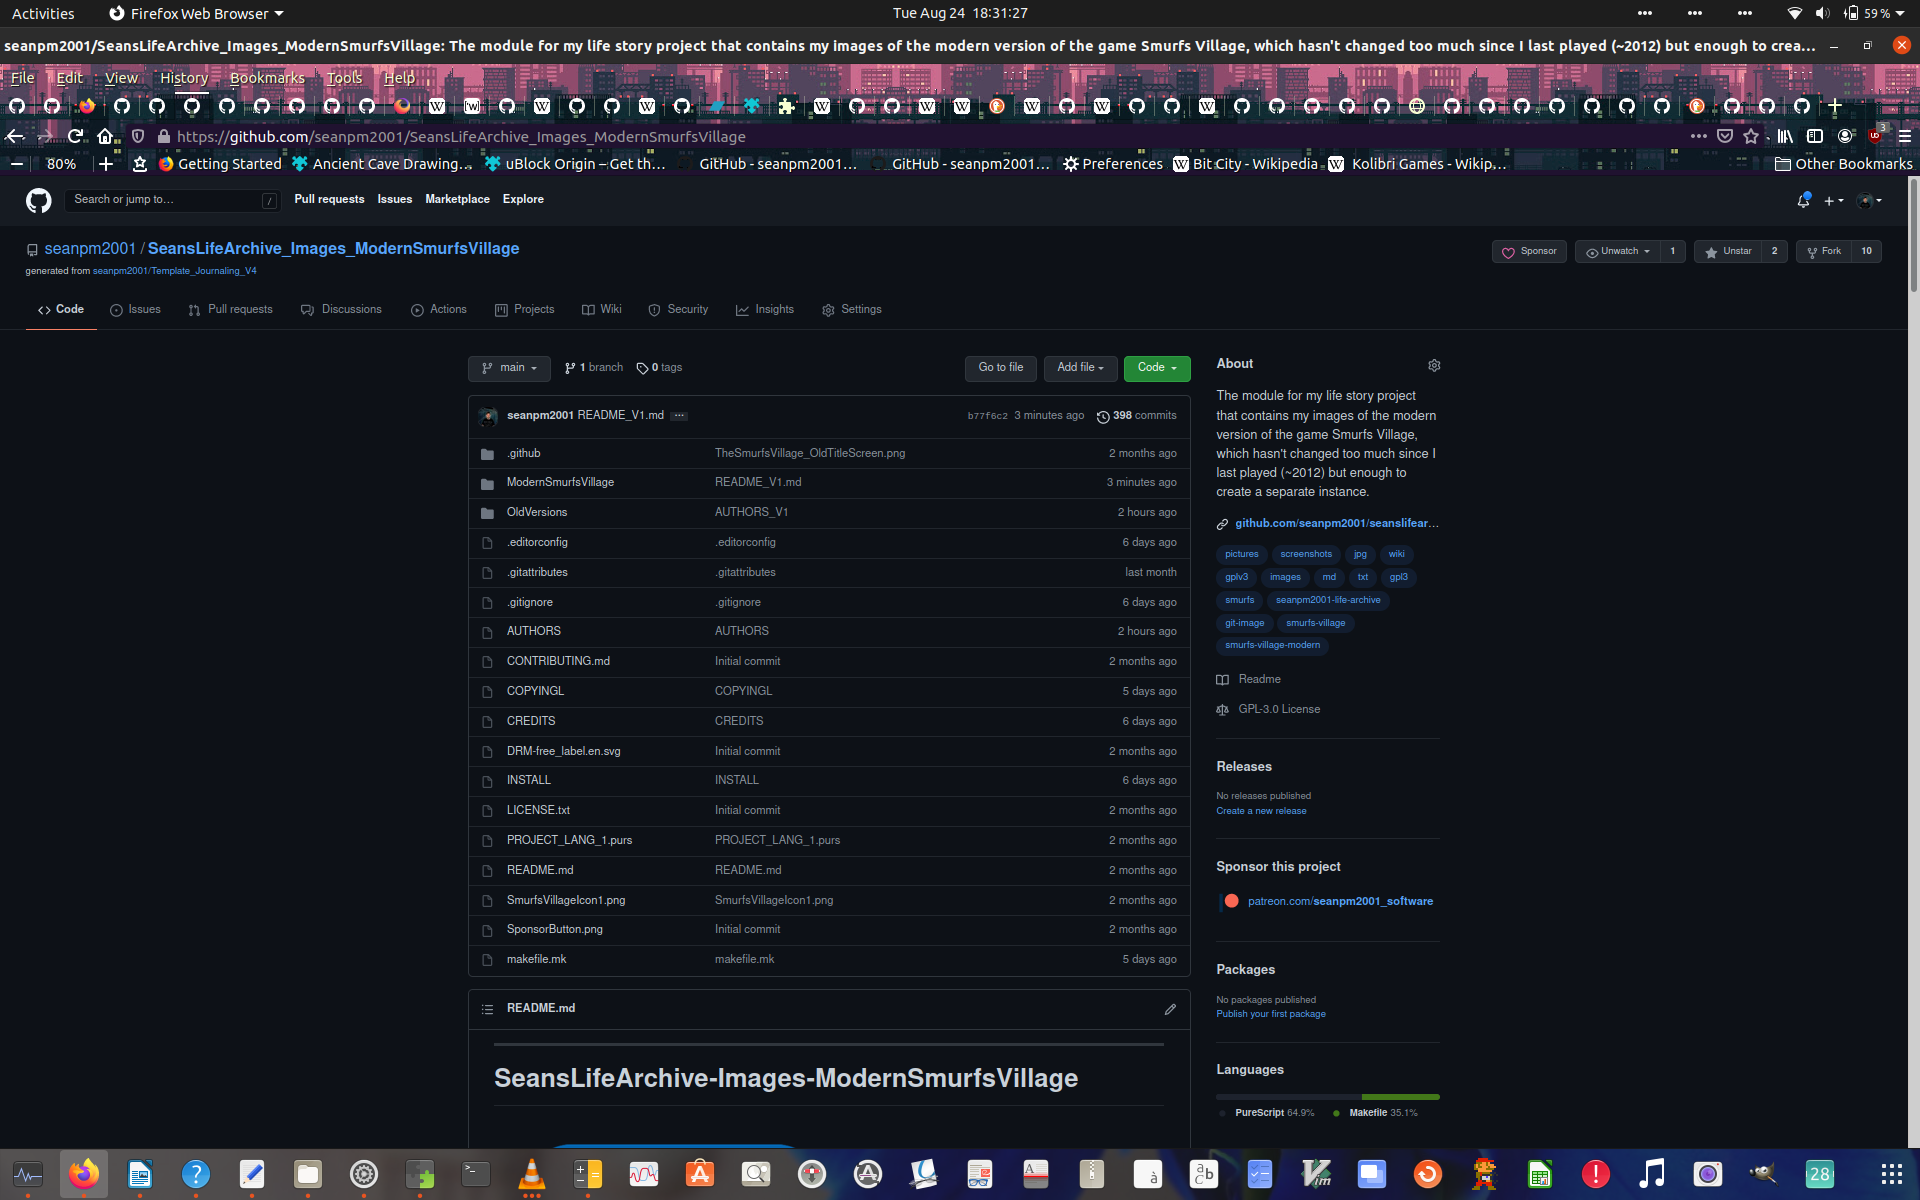 Activities Firefox Web Browser Tue Aug 24 18:31:27 59 %
seanpm2001/SeansLifeArchive_Images_ModernSmurfsVillage: The module for my life story project that contains my images of the modern version of the game Smurfs Village, which hasn't changed too much since I last played (~2012) but enough to crea…
File Edit View History Bookmarks Tools Help
https://github.com/seanpm2001/SeansLifeArchive_Images_ModernSmurfsVillage 3
80% Getting Started Ancient Cave Drawing… uBlock Origin – Get th… GitHub - seanpm2001… GitHub - seanpm2001… Preferences Bit City - Wikipedia Kolibri Games - Wikip… Other Bookmarks
Search or jump to… / Pull requests Issues Marketplace Explore
seanpm2001 / SeansLifeArchive_Images_ModernSmurfsVillage Sponsor Unwatch 1 Unstar 2 Fork 10
generated from seanpm2001/Template_Journaling_V4
Code Issues Pull requests Discussions Actions Projects Wiki Security Insights Settings
main 1 branch 0 tags Go to file Add file Code
seanpm2001 README_V1.md ... b77f6c2 3 minutes ago 398 commits
.github TheSmurfsVillage_OldTitleScreen.png 2 months ago
ModernSmurfsVillage README_V1.md 3 minutes ago
OldVersions AUTHORS_V1 2 hours ago
.editorconfig .editorconfig 6 days ago
.gitattributes .gitattributes last month
.gitignore .gitignore 6 days ago
AUTHORS AUTHORS 2 hours ago
CONTRIBUTING.md Initial commit 2 months ago
COPYINGL COPYINGL 5 days ago
CREDITS CREDITS 6 days ago
DRM-free_label.en.svg Initial commit 2 months ago
INSTALL INSTALL 6 days ago
LICENSE.txt Initial commit 2 months ago
PROJECT_LANG_1.purs PROJECT_LANG_1.purs 2 months ago
README.md README.md 2 months ago
SmurfsVillageIcon1.png SmurfsVillageIcon1.png 2 months ago
SponsorButton.png Initial commit 2 months ago
makefile.mk makefile.mk 5 days ago
README.md
SeansLifeArchive-Images-ModernSmurfsVillage
About
The module for my life story project
that contains my images of the modern
version of the game Smurfs Village,
which hasn't changed too much since I
last played (~2012) but enough to
create a separate instance.
github.com/seanpm2001/seanslifear…
pictures screenshots jpg wiki
gplv3 images md txt gpl3
smurfs seanpm2001-life-archive
git-image smurfs-village
smurfs-village-modern
Readme
GPL-3.0 License
Releases
No releases published
Create a new release
Sponsor this project
patreon.com/seanpm2001_software
Packages
No packages published
Publish your first package
Languages
PureScript 64.9% Makefile 35.1%
28